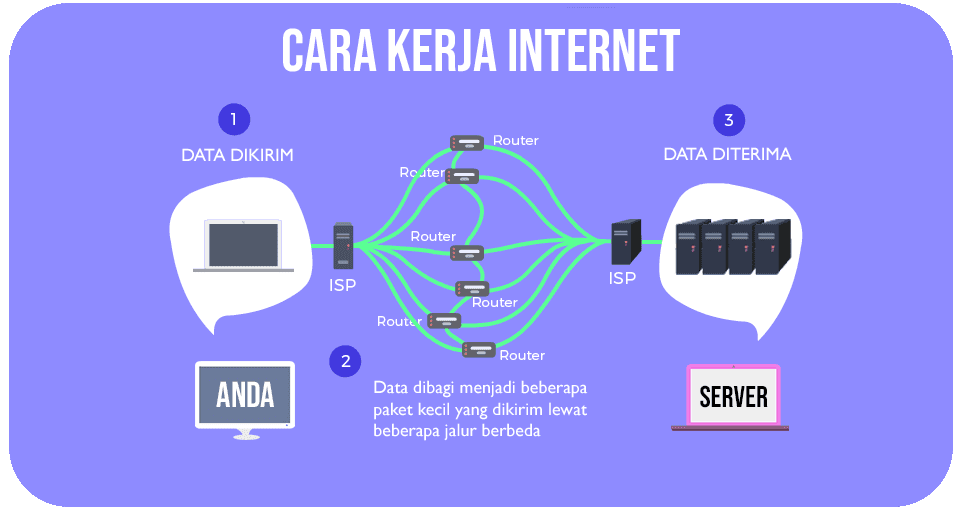 CARA KERJA INTERNET
1
DATA DIKIRIM
3
DATA DITERIMA
Router
Router
Router
Router
Router
Router
ISP
ISP
ANDA
2
Data dibagi menjadi beberapa
paket kecil yang dikirim lewat
beberapa jalur berbeda
SERVER